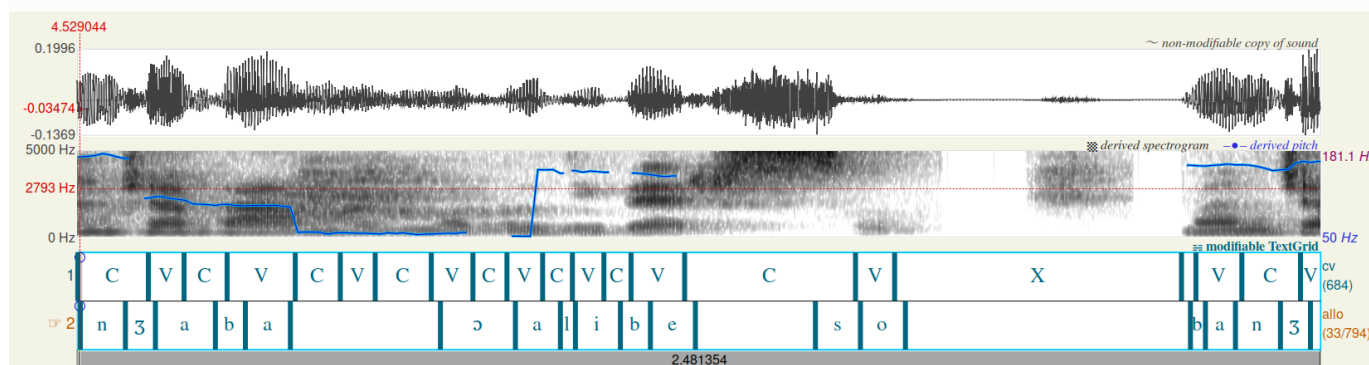 4.529044
0.1996
~ non-modifiable copy of sound
-0.03474
-0.1369
5000 Hz
derived spectrogram derived pitch
181.1 H
2793 Hz
0 Hz
50 Hz
modifiable TextGrid
1 C V C V C V C V C V C V C V C V X V C V cv
(684)
2 n ʒ a b a ɔ a l i b e s o b a n ʒ allo
(33/794)
2.481354